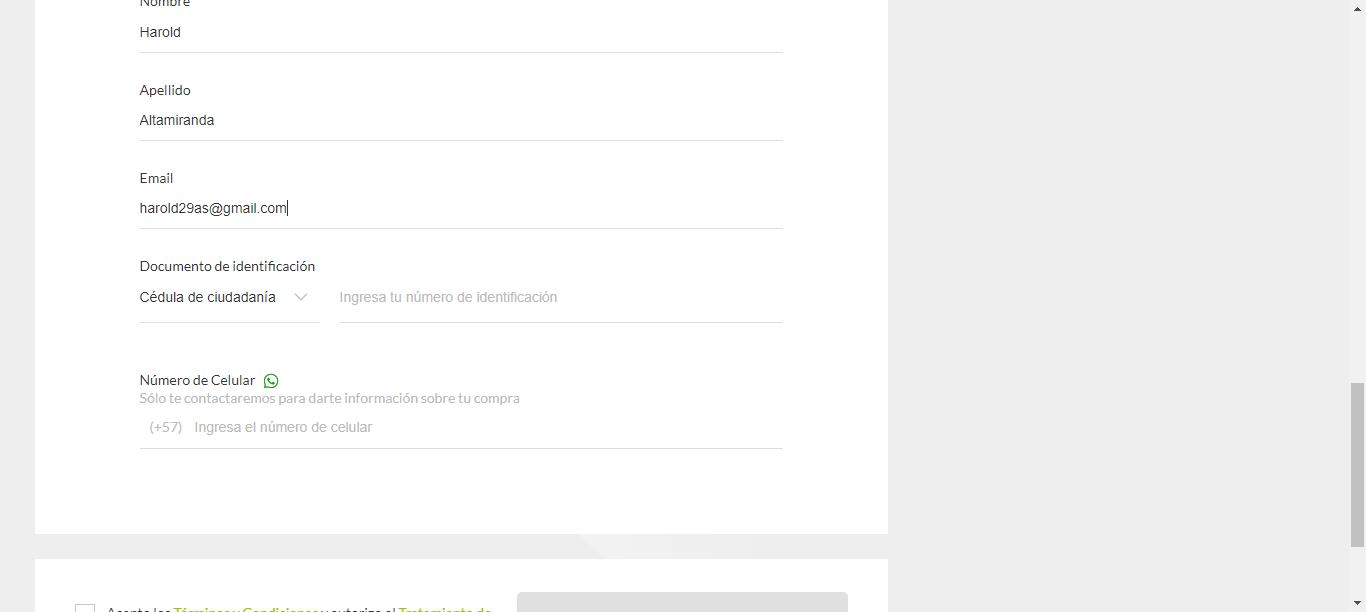 Nombre
Harold
Apellido
Altamiranda
Email
harold29as@gmail.com
Documento de identificación
Cédula de ciudadanía Ingresa tu número de identificación
Número de Celular
Sólo te contactaremos para darte información sobre tu compra
(+57) Ingresa el número de celular
Acepto los Términos y Condiciones y autorizo el Tratamiento de